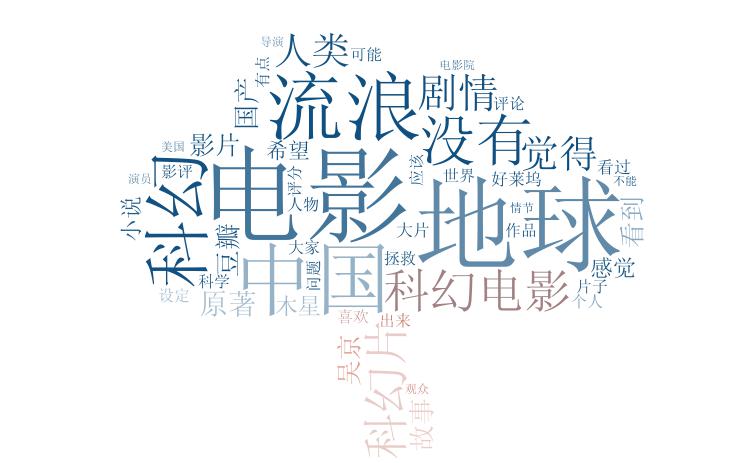 导演
人类
可能
电影院
有点
国产
流浪
剧情
评论
没有
美国
影片
希望
觉得
演员
影评
评分
应该
世界
好莱坞
看过
不能
科幻
电影
地球
人物
情节
小说
豆瓣
大家
大片
作品
看到
中国
问题
拯救
感觉
科学
设定
原著
木星
科幻电影
片子
个人
喜欢
出来
吴京
科幻片
观众
故事